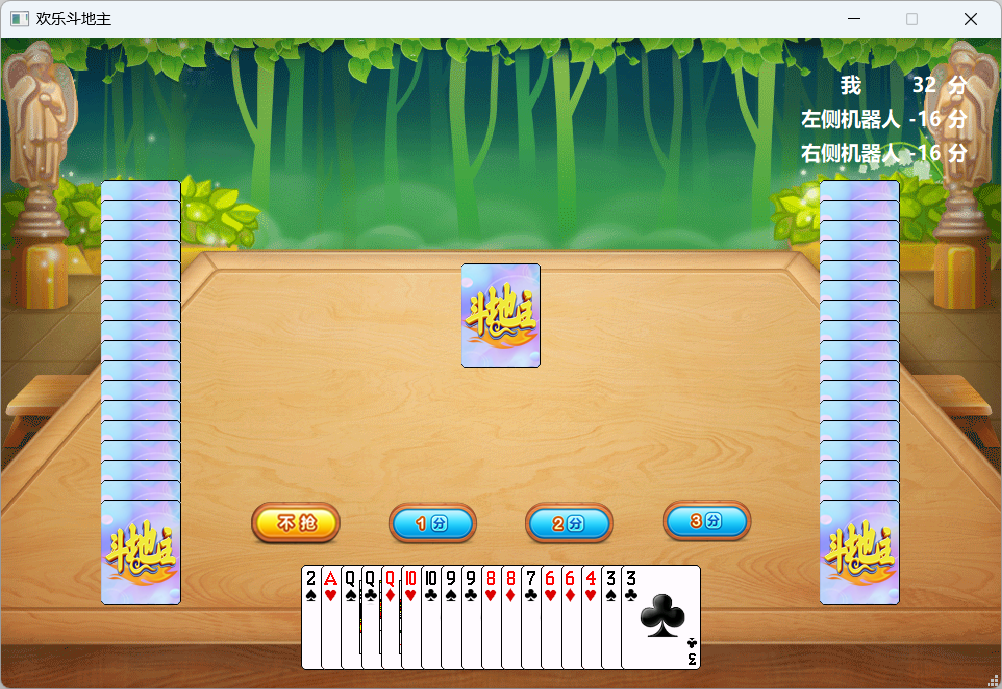 欢乐斗地主
我 32 分
左侧机器人 -16 分
右侧机器人 -16 分
斗地主
不抢 1分 2分 3分
斗地主 斗地主
2 A Q Q Q 10 10 9 9 8 8 7 6 6 4 3 3
3